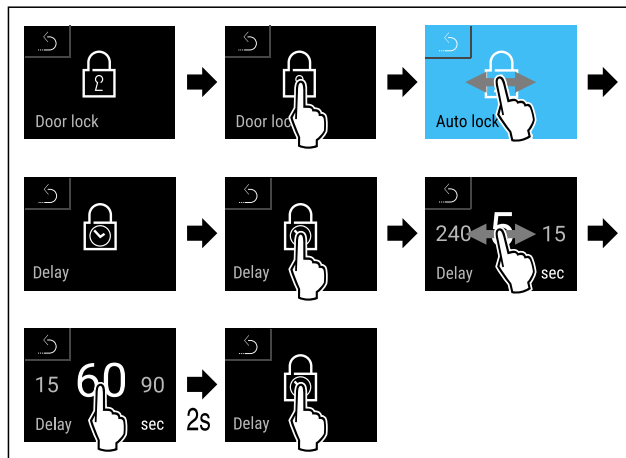 Door lock
Door lock
Auto lock
Delay
Delay
240 5 15
Delay sec
15 60 90
Delay sec
2s
Delay